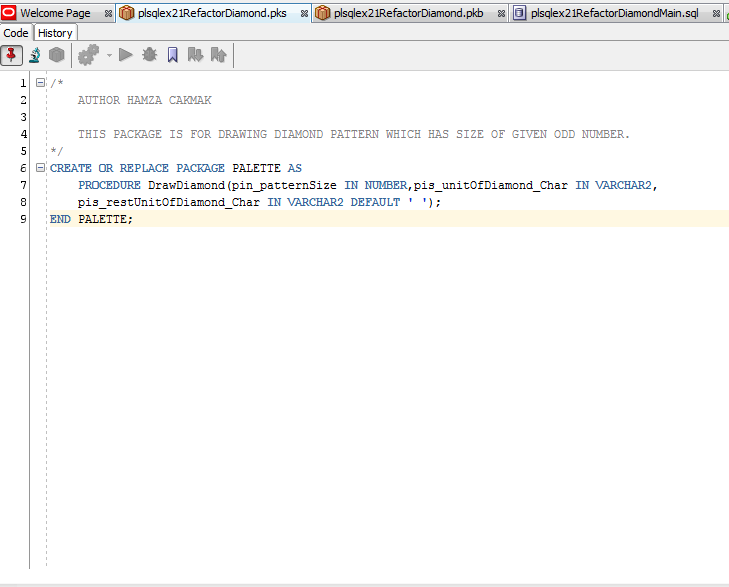 Welcome Page plsqlex21RefactorDiamond.pks plsqlex21RefactorDiamond.pkb plsqlex21RefactorDiamondMain.sql
Code History
1 /*
2 AUTHOR HAMZA CAKMAK
3
4 THIS PACKAGE IS FOR DRAWING DIAMOND PATTERN WHICH HAS SIZE OF GIVEN ODD NUMBER.
5 */
6 CREATE OR REPLACE PACKAGE PALETTE AS
7 PROCEDURE DrawDiamond(pin_patternSize IN NUMBER,pis_unitOfDiamond_Char IN VARCHAR2,
8 pis_restUnitOfDiamond_Char IN VARCHAR2 DEFAULT ' ');
9 END PALETTE;